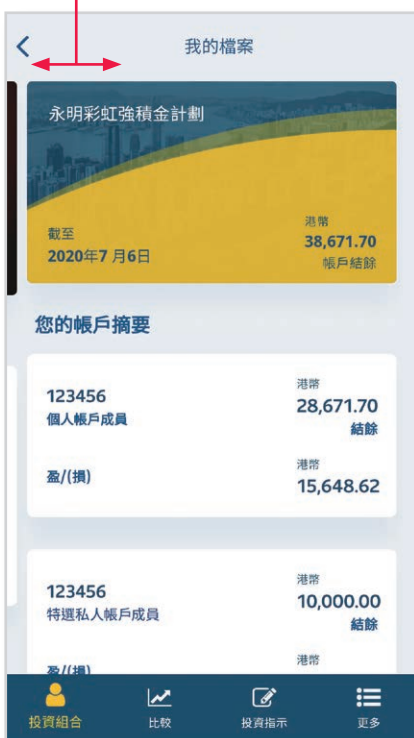 我的檔案
永明彩虹強積金計劃
截至
2020年7 月6日
港幣
38,671.70
帳戶結餘
您的帳戶摘要
123456
個人帳戶成員
港幣
28,671.70
結餘
盈/(損)
港幣
15,648.62
123456
特選私人帳戶成員
港幣
10,000.00
結餘
盈/(損)
港幣
投資組合
比較
投資指示
更多